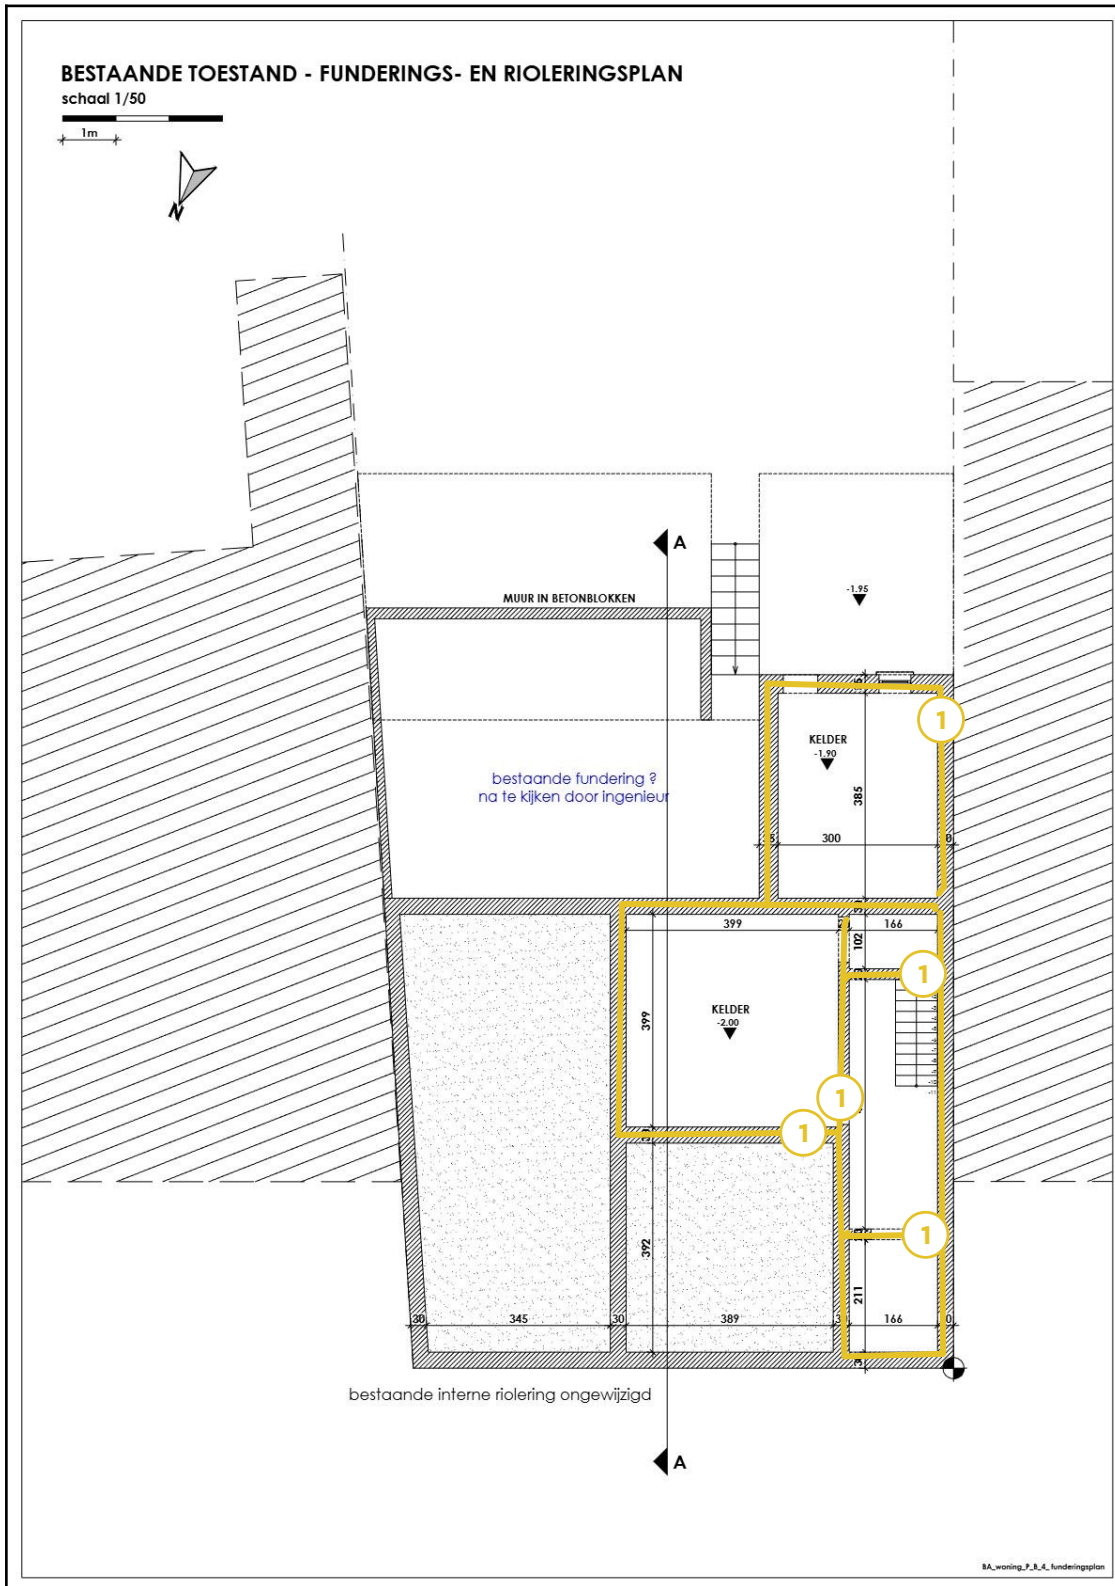 BESTAANDE TOESTAND - FUNDERINGS- EN RIOLERINGSPLAN
schaal 1/50
1m
N
A
MUUR IN BETONBLOKKEN
-1.95
1
KELDER
-1.90
bestaande fundering ?
na te kijken door ingenieur
385
300
399
166
102
1
KELDER
-2.00
399
1
1
1
392
211
30
345
30
389
166
bestaande interne riolering ongewijzigd
A
BA_woning_P_B_4_ funderingsplan